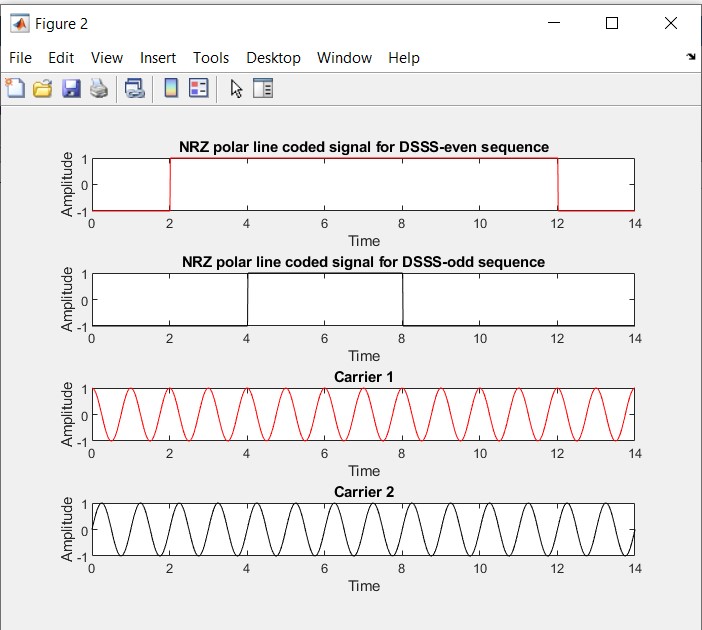 Figure 2
File Edit View Insert Tools Desktop Window Help
NRZ polar line coded signal for DSSS-even sequence
Amplitude
1
0
-1
0 2 4 6 8 10 12 14
Time
NRZ polar line coded signal for DSSS-odd sequence
Amplitude
1
0
-1
0 2 4 6 8 10 12 14
Time
Carrier 1
Amplitude
1
0
-1
0 2 4 6 8 10 12 14
Time
Carrier 2
Amplitude
1
0
-1
0 2 4 6 8 10 12 14
Time